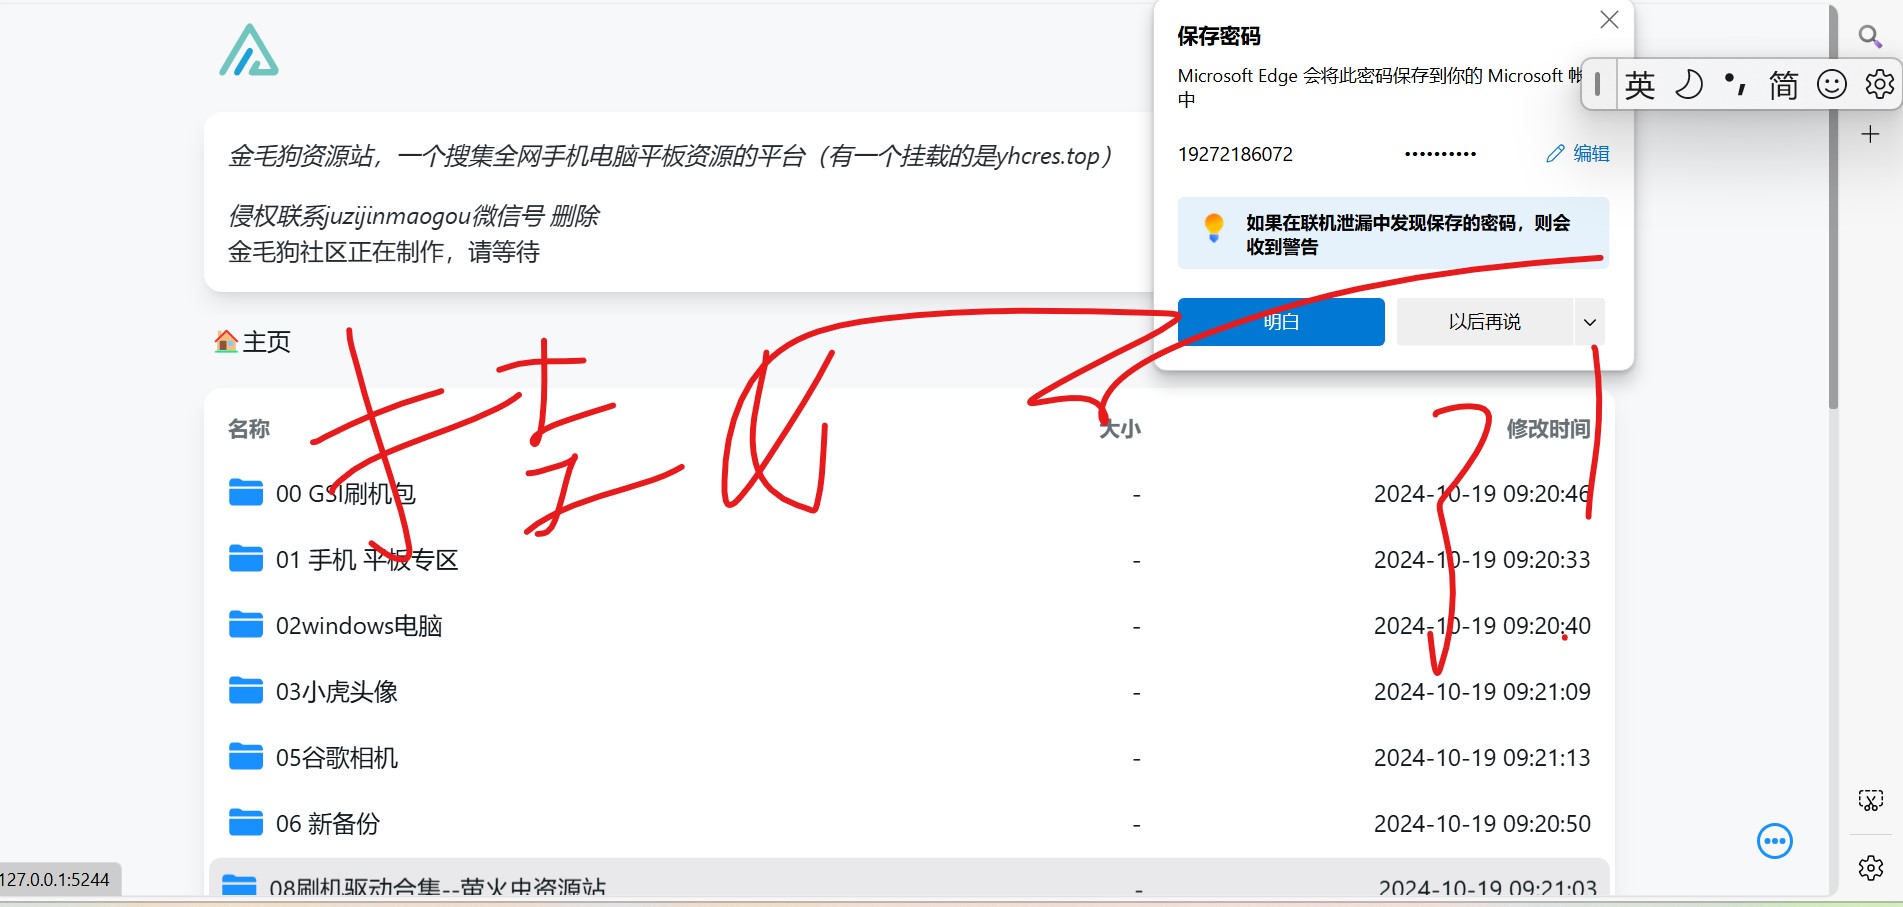 保存密码
Microsoft Edge 会将此密码保存到你的 Microsoft 帐
中
英 简
19272186072 •••••••••• 编辑
金毛狗资源站，一个搜集全网手机电脑平板资源的平台（有一个挂载的是yhcres.top）
如果在联机泄漏中发现保存的密码，则会
收到警告
侵权联系juzijinmaogou微信号 删除
金毛狗社区正在制作，请等待
明白 以后再说
主页
挂
名称 大小 修改时间
00 GSI刷机包 - 2024-10-19 09:20:46
01 手机 平板专区 - 2024-10-19 09:20:33
02windows电脑 - 2024-10-19 09:20:40
03小虎头像 - 2024-10-19 09:21:09
05谷歌相机 - 2024-10-19 09:21:13
06 新备份 - 2024-10-19 09:20:50
08刷机驱动合集--萤火虫资源站 - 2024-10-19 09:21:03
127.0.0.1:5244